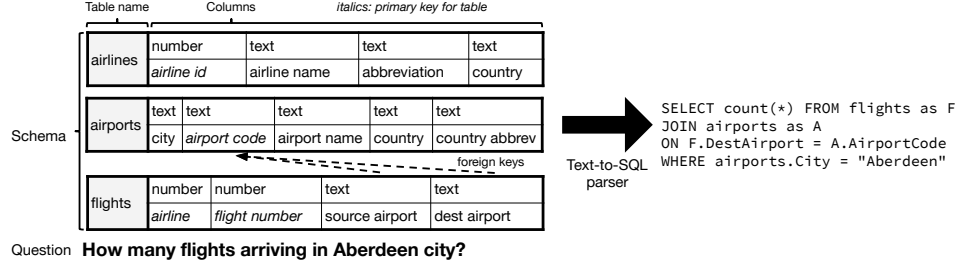 Table name Columns italics: primary key for table
Schema
airlines
number text text text
airline id airline name abbreviation country
airports
text text text text text
city airport code airport name country country abbrev
foreign keys
flights
number number text text
airline flight number source airport dest airport
Question How many flights arriving in Aberdeen city?
Text-to-SQL
parser
SELECT count(*) FROM flights as F
JOIN airports as A
ON F.DestAirport = A.AirportCode
WHERE airports.City = "Aberdeen"